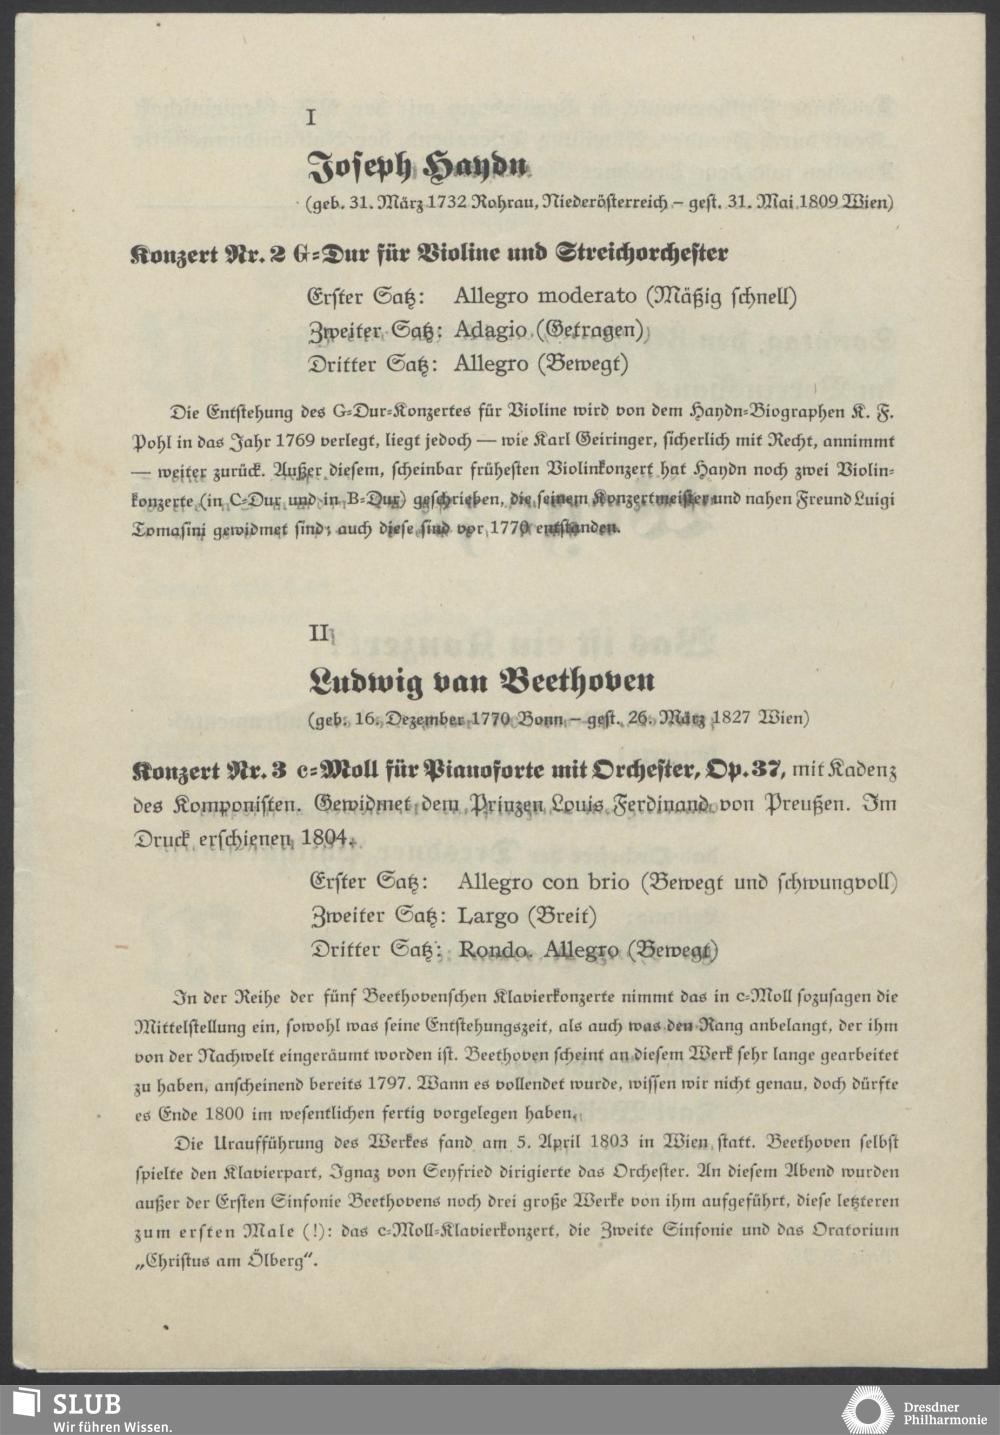 I
Joseph Haydn
(geb. 31. März 1732 Rohrau, Niederösterreich – gest. 31. Mai 1809 Wien)
Konzert Nr. 2 G-Dur für Violine und Streichorchester
Erster Satz: Allegro moderato (Mäßig schnell)
Zweiter Satz: Adagio (Getragen)
Dritter Satz: Allegro (Bewegt)
Die Entstehung des G-Dur-Konzertes für Violine wird von dem Haydn-Biographen K. F.
Pohl in das Jahr 1769 verlegt, liegt jedoch — wie Karl Geiringer, sicherlich mit Recht, annimmt
— weiter zurück. Außer diesem, scheinbar frühesten Violinkonzert hat Haydn noch zwei Violin-
konzerte (in C-Dur und in B-Dur) geschrieben, die seinem Konzertmeister und nahen Freund Luigi
Tomasini gewidmet sind; auch diese sind vor 1770 entstanden.
II
Ludwig van Beethoven
(geb. 16. Dezember 1770 Bonn – gest. 26. März 1827 Wien)
Konzert Nr. 3 c-Moll für Pianoforte mit Orchester, Op. 37, mit Kadenz
des Komponisten. Gewidmet dem Prinzen Louis Ferdinand von Preußen. Im
Druck erschienen 1804.
Erster Satz: Allegro con brio (Bewegt und schwungvoll)
Zweiter Satz: Largo (Breit)
Dritter Satz: Rondo. Allegro (Bewegt)
In der Reihe der fünf Beethovenschen Klavierkonzerte nimmt das in c-Moll sozusagen die
Mittelstellung ein, sowohl was seine Entstehungszeit, als auch was den Rang anbelangt, der ihm
von der Nachwelt eingeräumt worden ist. Beethoven scheint an diesem Werk sehr lange gearbeitet
zu haben, anscheinend bereits 1797. Wann es vollendet wurde, wissen wir nicht genau, doch dürfte
es Ende 1800 im wesentlichen fertig vorgelegen haben.
Die Uraufführung des Werkes fand am 5. April 1803 in Wien statt. Beethoven selbst
spielte den Klavierpart, Ignaz von Seyfried dirigierte das Orchester. An diesem Abend wurden
außer der Ersten Sinfonie Beethovens noch drei große Werke von ihm aufgeführt, diese letzteren
zum ersten Male (!): das c-Moll-Klavierkonzert, die Zweite Sinfonie und das Oratorium
„Christus am Ölberg“.
SLUB
Wir führen Wissen.
Dresdner
Philharmonie